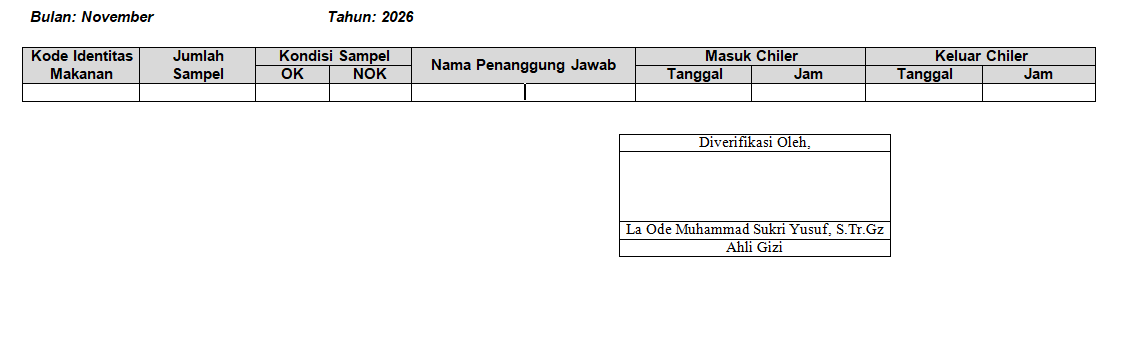 Bulan: November Tahun: 2026
Kode Identitas Makanan Jumlah Sampel Kondisi Sampel Nama Penanggung Jawab Masuk Chiler Keluar Chiler
OK NOK Tanggal Jam Tanggal Jam
Diverifikasi Oleh,
La Ode Muhammad Sukri Yusuf, S.Tr.Gz
Ahli Gizi